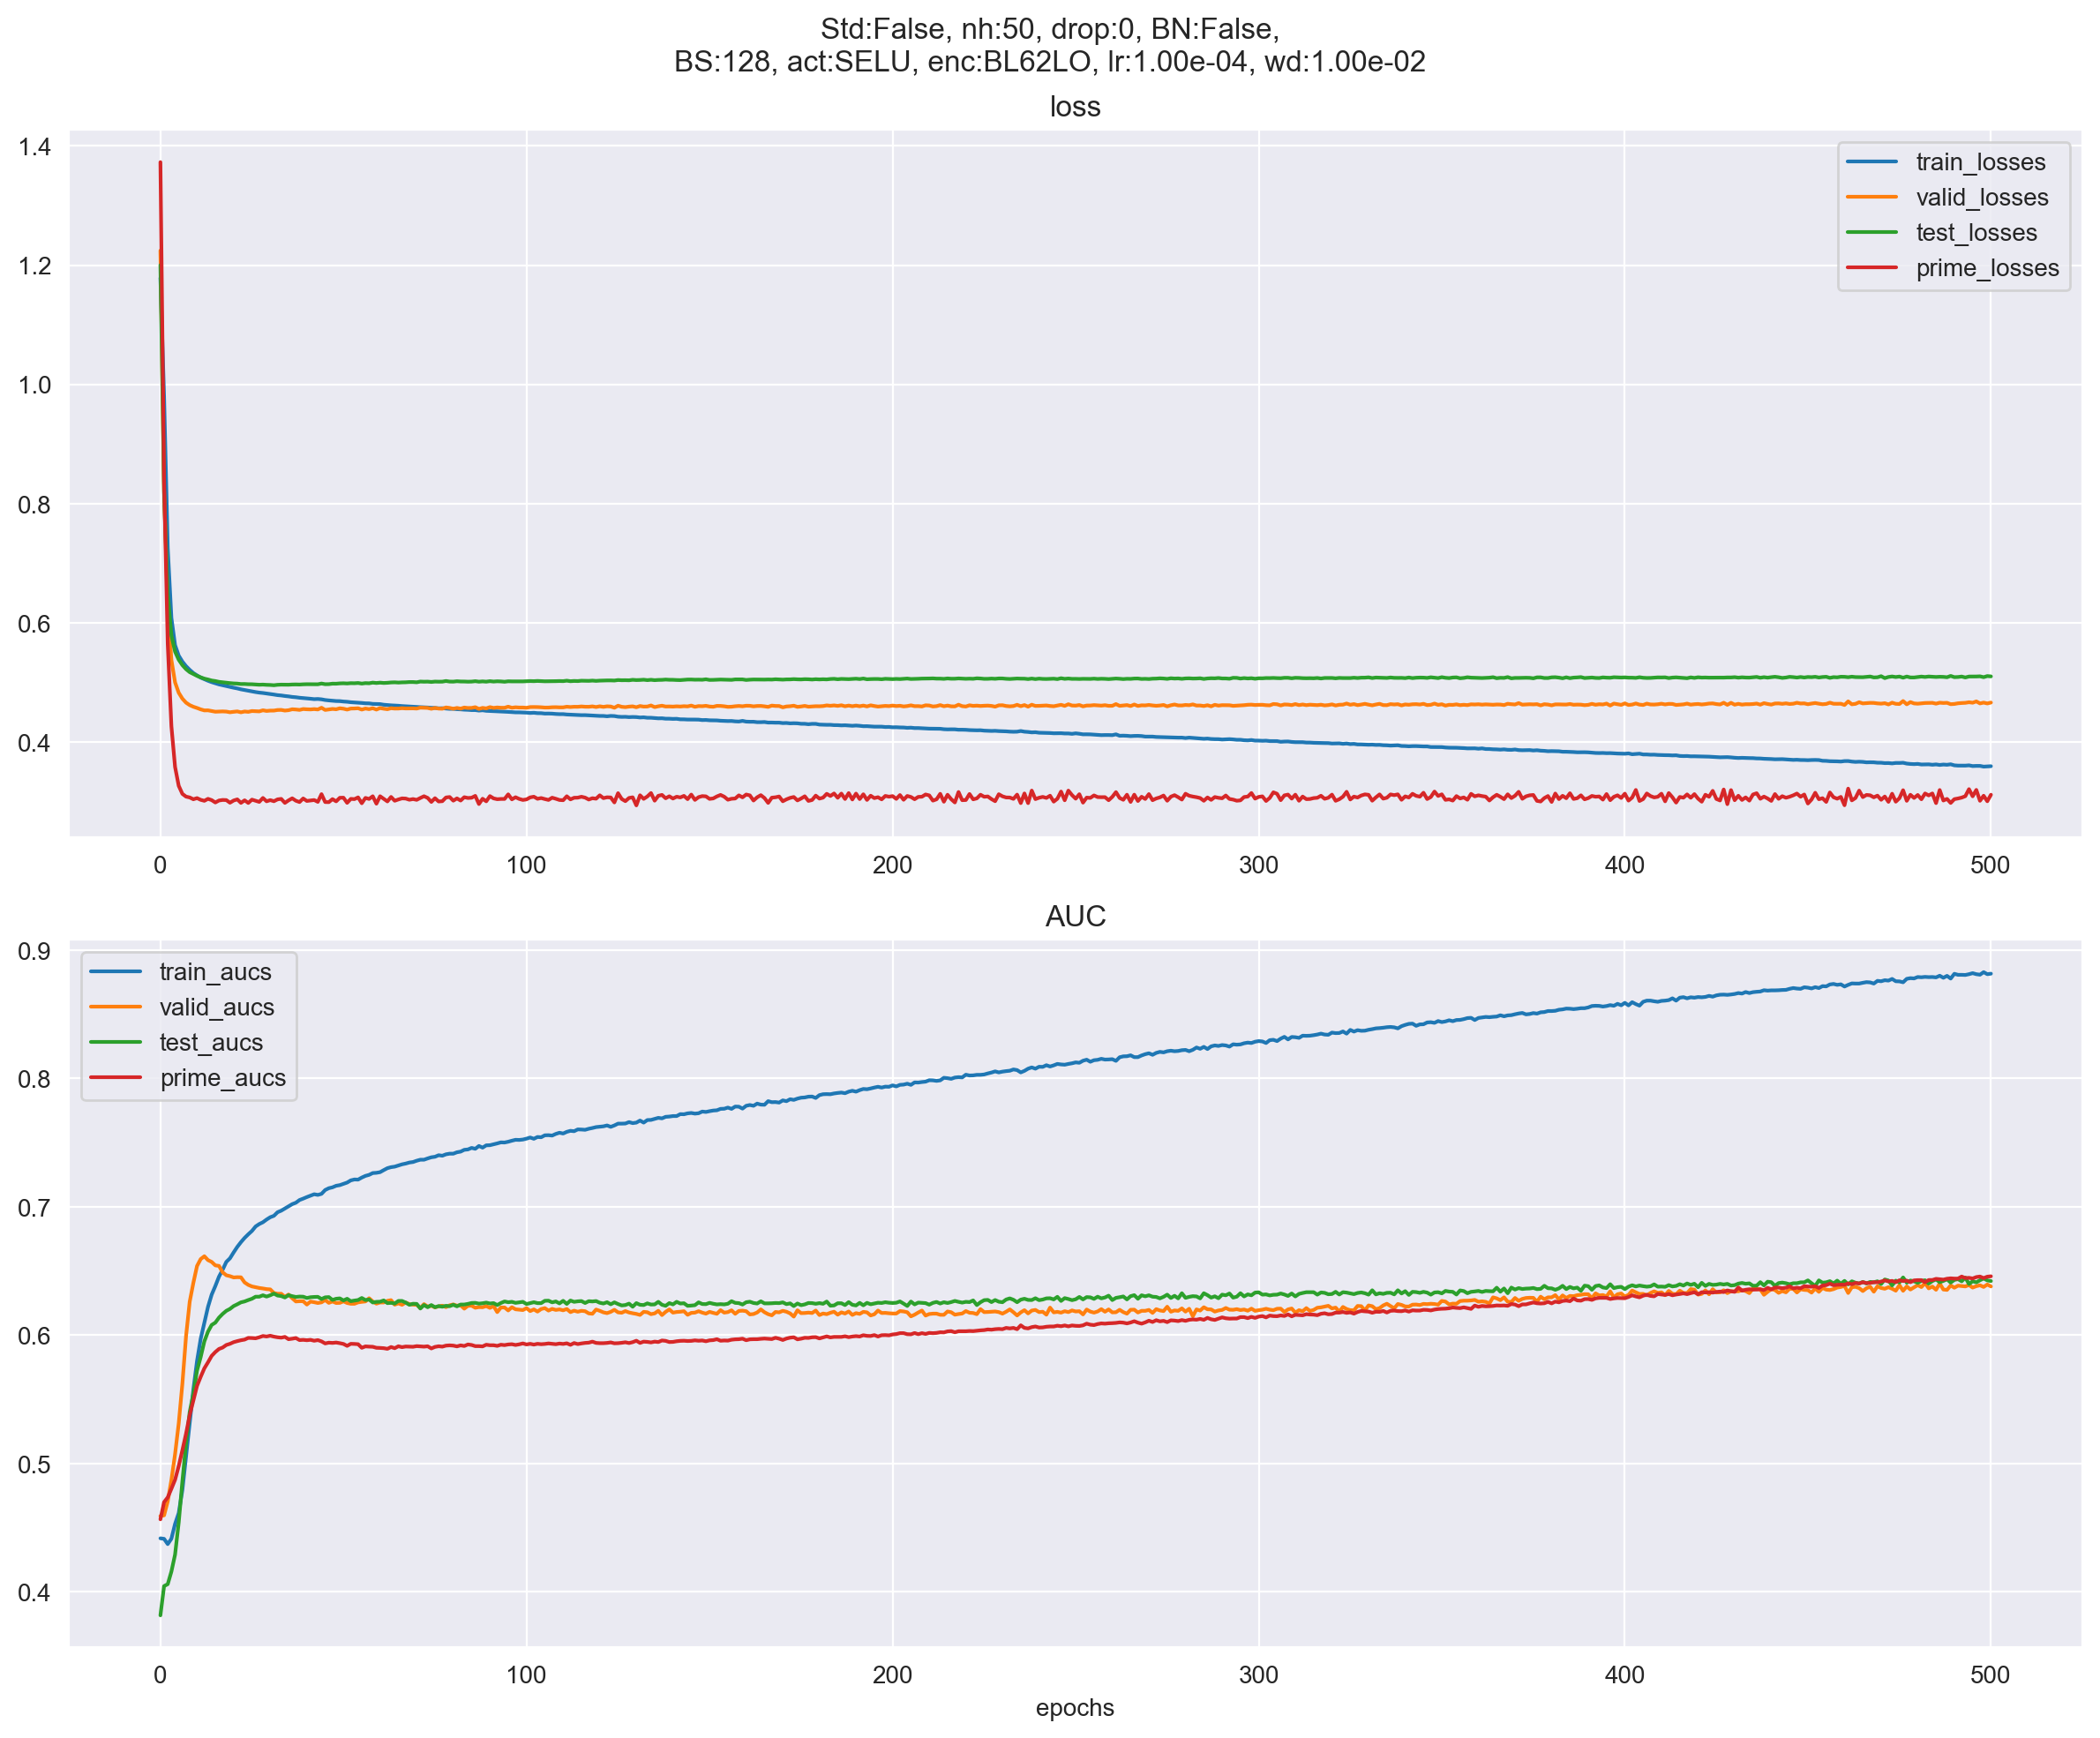 Std:False, nh:50, drop:0, BN:False,
BS:128, act:SELU, enc:BL62LO, lr:1.00e-04, wd:1.00e-02
loss
1.4
1.2
1.0
0.8
0.6
0.4
train_losses
valid_losses
test_losses
prime_losses
0 100 200 300 400 500
AUC
0.9
0.8
0.7
0.6
0.5
0.4
train_aucs
valid_aucs
test_aucs
prime_aucs
0 100 200 300 400 500
epochs